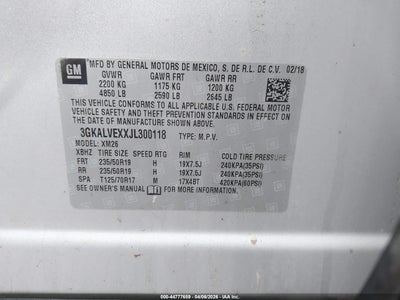 GM
MFD BY GENERAL MOTORS DE MEXICO, S. DE R.L. DE C.V. 02/18
GVWR GAWR FRT GAWR RR
2200 KG 1175 KG 1200 KG
4850 LB 2590 LB 2645 LB
THIS VEHICLE CONFORMS TO ALL APPLICABLE U.S. FEDERAL MOTOR
VEHICLE SAFETY, BUMPER, AND THEFT PREVENTION STANDARDS IN
EFFECT ON THE DATE OF MANUFACTURE SHOWN ABOVE.
3GKALVEXXJL300118 TYPE: M.P.V.
MODEL: XM26
XBHZ TIRE SIZE SPEED RTG RIM COLD TIRE PRESSURE
FRT 235/50R19 H 19X7.5J 240KPA(35PSI)
RR 235/50R19 H 19X7.5J 240KPA(35PSI)
SPA T125/70R17 M 17X4BT 420KPA(60PSI)
SEE OWNER'S MANUAL FOR ADDITIONAL INFORMATION.
000-44777659 - 04/06/2026 - IAA Holdings, LLC